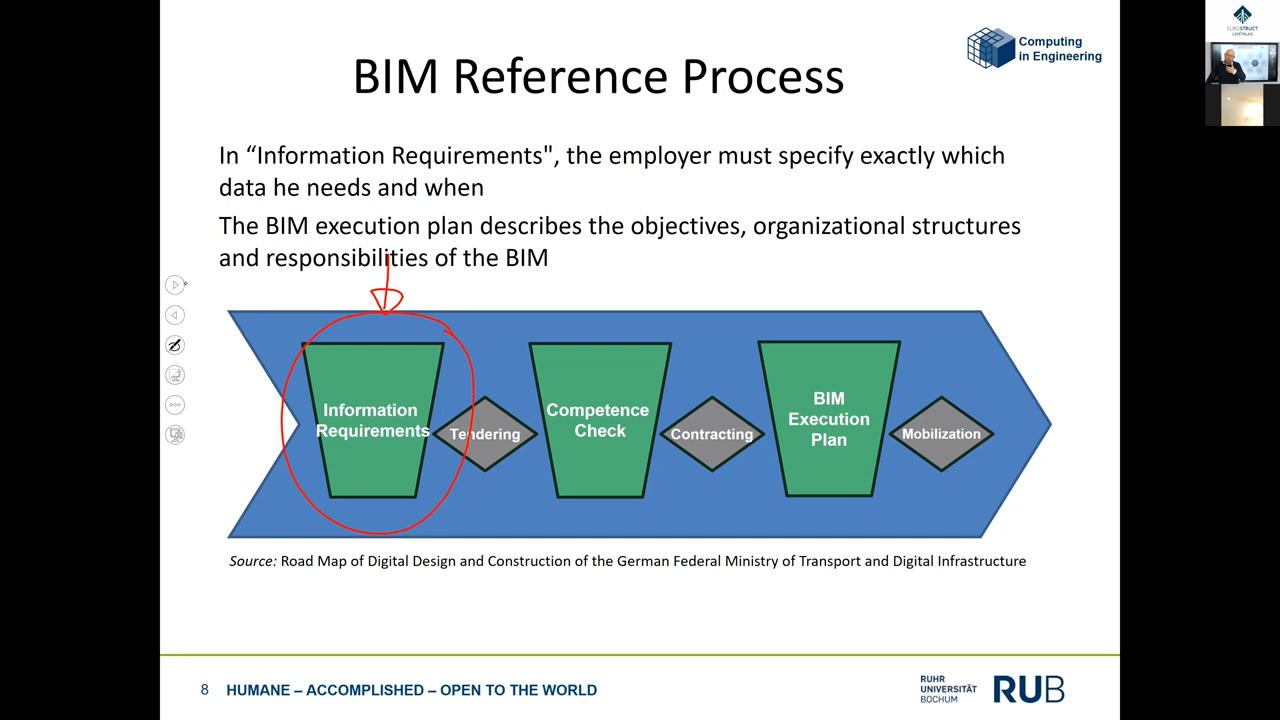 EUROSTRUCT
LIVETALKS
Computing
in Engineering
BIM Reference Process
In “Information Requirements", the employer must specify exactly which
data he needs and when
The BIM execution plan describes the objectives, organizational structures
and responsibilities of the BIM
Information
Requirements
Tendering
Competence
Check
Contracting
BIM
Execution
Plan
Mobilization
Source: Road Map of Digital Design and Construction of the German Federal Ministry of Transport and Digital Infrastructure
8 HUMANE – ACCOMPLISHED – OPEN TO THE WORLD
RUHR
UNIVERSITÄT
BOCHUM
RUB